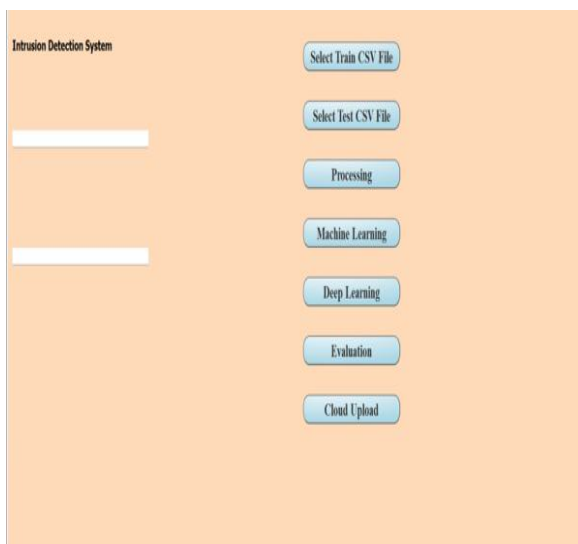 Intrusion Detection System
Select Train CSV File
Select Test CSV File
Processing
Machine Learning
Deep Learning
Evaluation
Cloud Upload